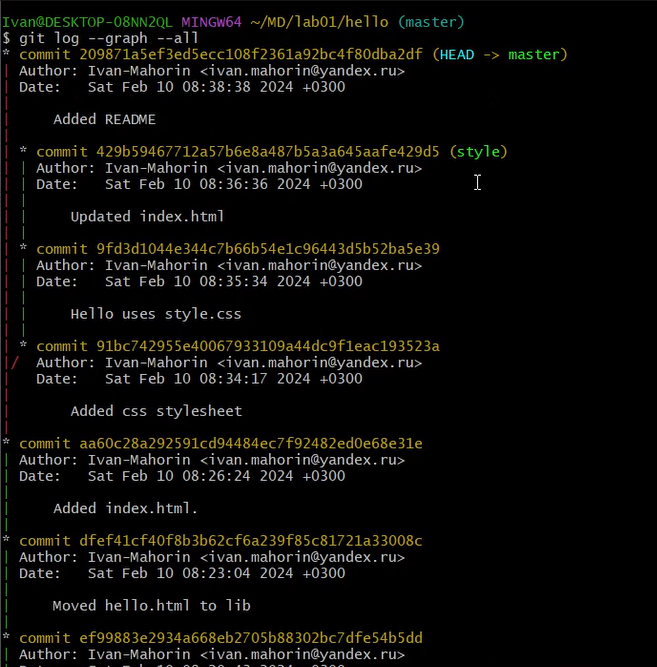 Ivan@DESKTOP-08NN2QL MINGW64 ~/MD/lab01/hello (master)
$ git log --graph --all
* commit 209871a5ef3ed5ecc108f2361a92bc4f80dba2df (HEAD -> master)
| Author: Ivan-Mahorin <ivan.mahorin@yandex.ru>
| Date:   Sat Feb 10 08:38:38 2024 +0300
|
|     Added README
|
| * commit 429b59467712a57b6e8a487b5a3a645aafe429d5 (style)
| | Author: Ivan-Mahorin <ivan.mahorin@yandex.ru>
| | Date:   Sat Feb 10 08:36:36 2024 +0300
| |
| |     Updated index.html
| |
| * commit 9fd3d1044e344c7b66b54e1c96443d5b52ba5e39
| | Author: Ivan-Mahorin <ivan.mahorin@yandex.ru>
| | Date:   Sat Feb 10 08:35:34 2024 +0300
| |
| |     Hello uses style.css
| |
| * commit 91bc742955e40067933109a44dc9f1eac193523a
|/  Author: Ivan-Mahorin <ivan.mahorin@yandex.ru>
|   Date:   Sat Feb 10 08:34:17 2024 +0300
|
|       Added css stylesheet
|
* commit aa60c28a292591cd94484ec7f92482ed0e68e31e
| Author: Ivan-Mahorin <ivan.mahorin@yandex.ru>
| Date:   Sat Feb 10 08:26:24 2024 +0300
|
|     Added index.html.
|
* commit dfef41cf40f8b3b62cf6a239f85c81721a33008c
| Author: Ivan-Mahorin <ivan.mahorin@yandex.ru>
| Date:   Sat Feb 10 08:23:04 2024 +0300
|
|     Moved hello.html to lib
|
* commit ef99883e2934a668eb2705b88302bc7dfe54b5dd
| Author: Ivan-Mahorin <ivan.mahorin@yandex.ru>